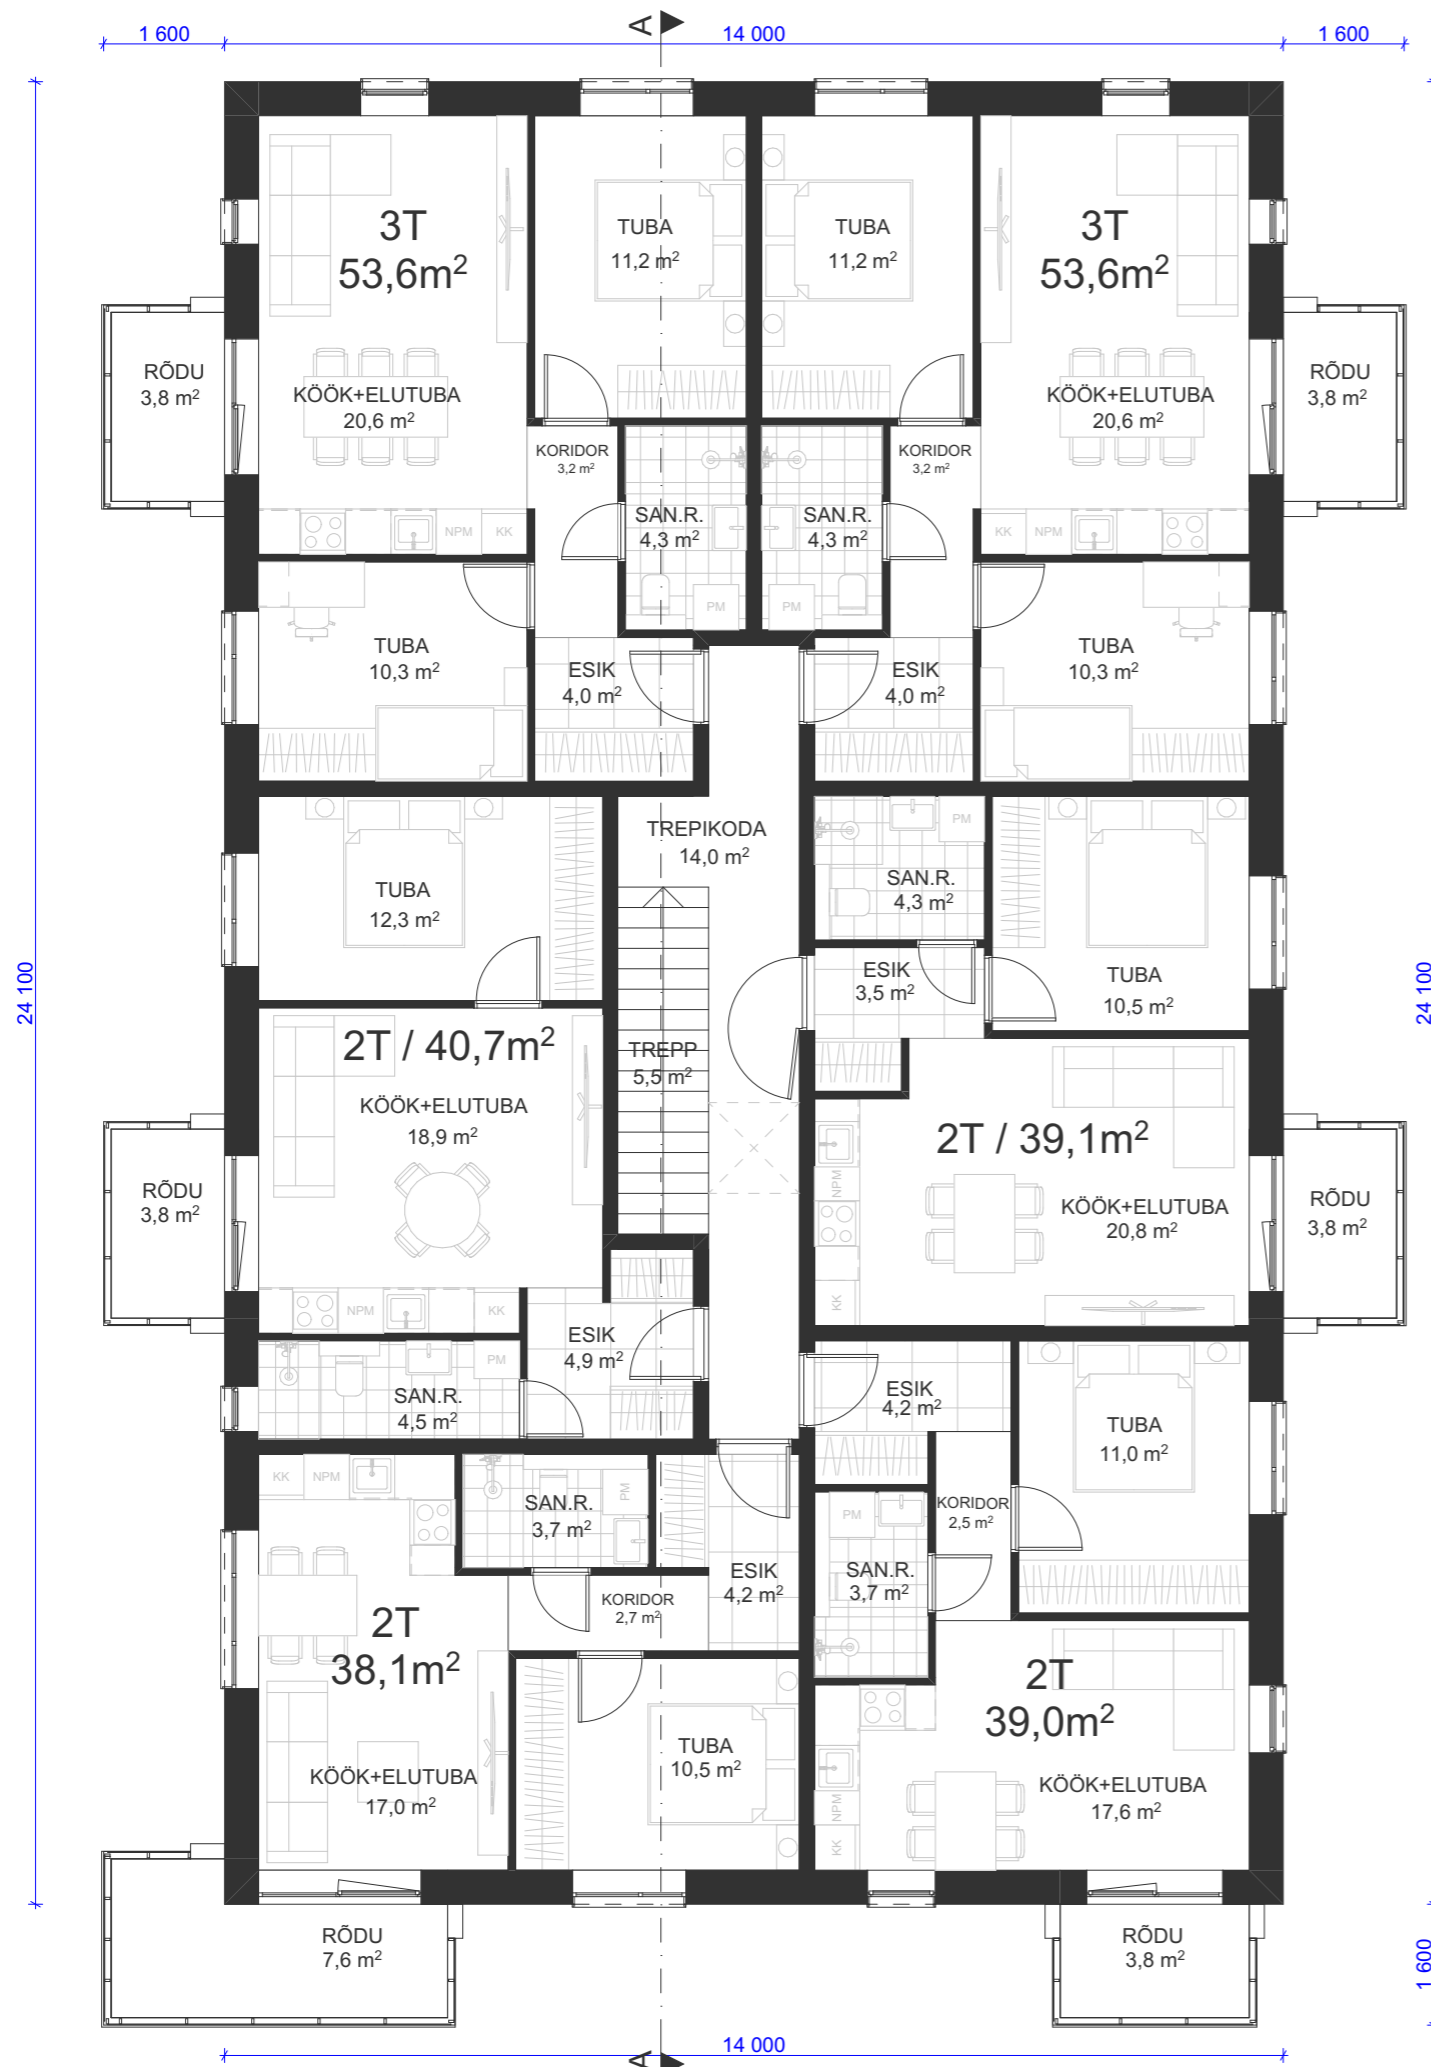 A
1 600
14 000
1 600
3T
53,6m²
TUBA
11,2 m²
TUBA
11,2 m²
3T
53,6m²
RÕDU
3,8 m²
KÖÖK+ELUTUBA
20,6 m²
KÖÖK+ELUTUBA
20,6 m²
RÕDU
3,8 m²
KORIDOR
3,2 m²
KORIDOR
3,2 m²
NPM
KK
SAN.R.
4,3 m²
SAN.R.
4,3 m²
KK
NPM
PM
PM
TUBA
10,3 m²
ESIK
4,0 m²
ESIK
4,0 m²
TUBA
10,3 m²
TREPIKODA
14,0 m²
PM
TUBA
12,3 m²
SAN.R.
4,3 m²
24 100
24 100
ESIK
3,5 m²
TUBA
10,5 m²
2T / 40,7m²
KÖÖK+ELUTUBA
18,9 m²
TREPP
5,5 m²
2T / 39,1m²
NPM
KK
KÖÖK+ELUTUBA
20,8 m²
RÕDU
3,8 m²
RÕDU
3,8 m²
NPM
KK
ESIK
4,9 m²
PM
SAN.R.
4,5 m²
ESIK
4,2 m²
TUBA
11,0 m²
KK
NPM
SAN.R.
3,7 m²
PM
PM
KORIDOR
2,5 m²
ESIK
4,2 m²
SAN.R.
3,7 m²
KORIDOR
2,7 m²
2T
38,1m²
2T
39,0m²
TUBA
10,5 m²
KÖÖK+ELUTUBA
17,0 m²
KÖÖK+ELUTUBA
17,6 m²
NPM
KK
RÕDU
7,6 m²
RÕDU
3,8 m²
1 600
14 000
A